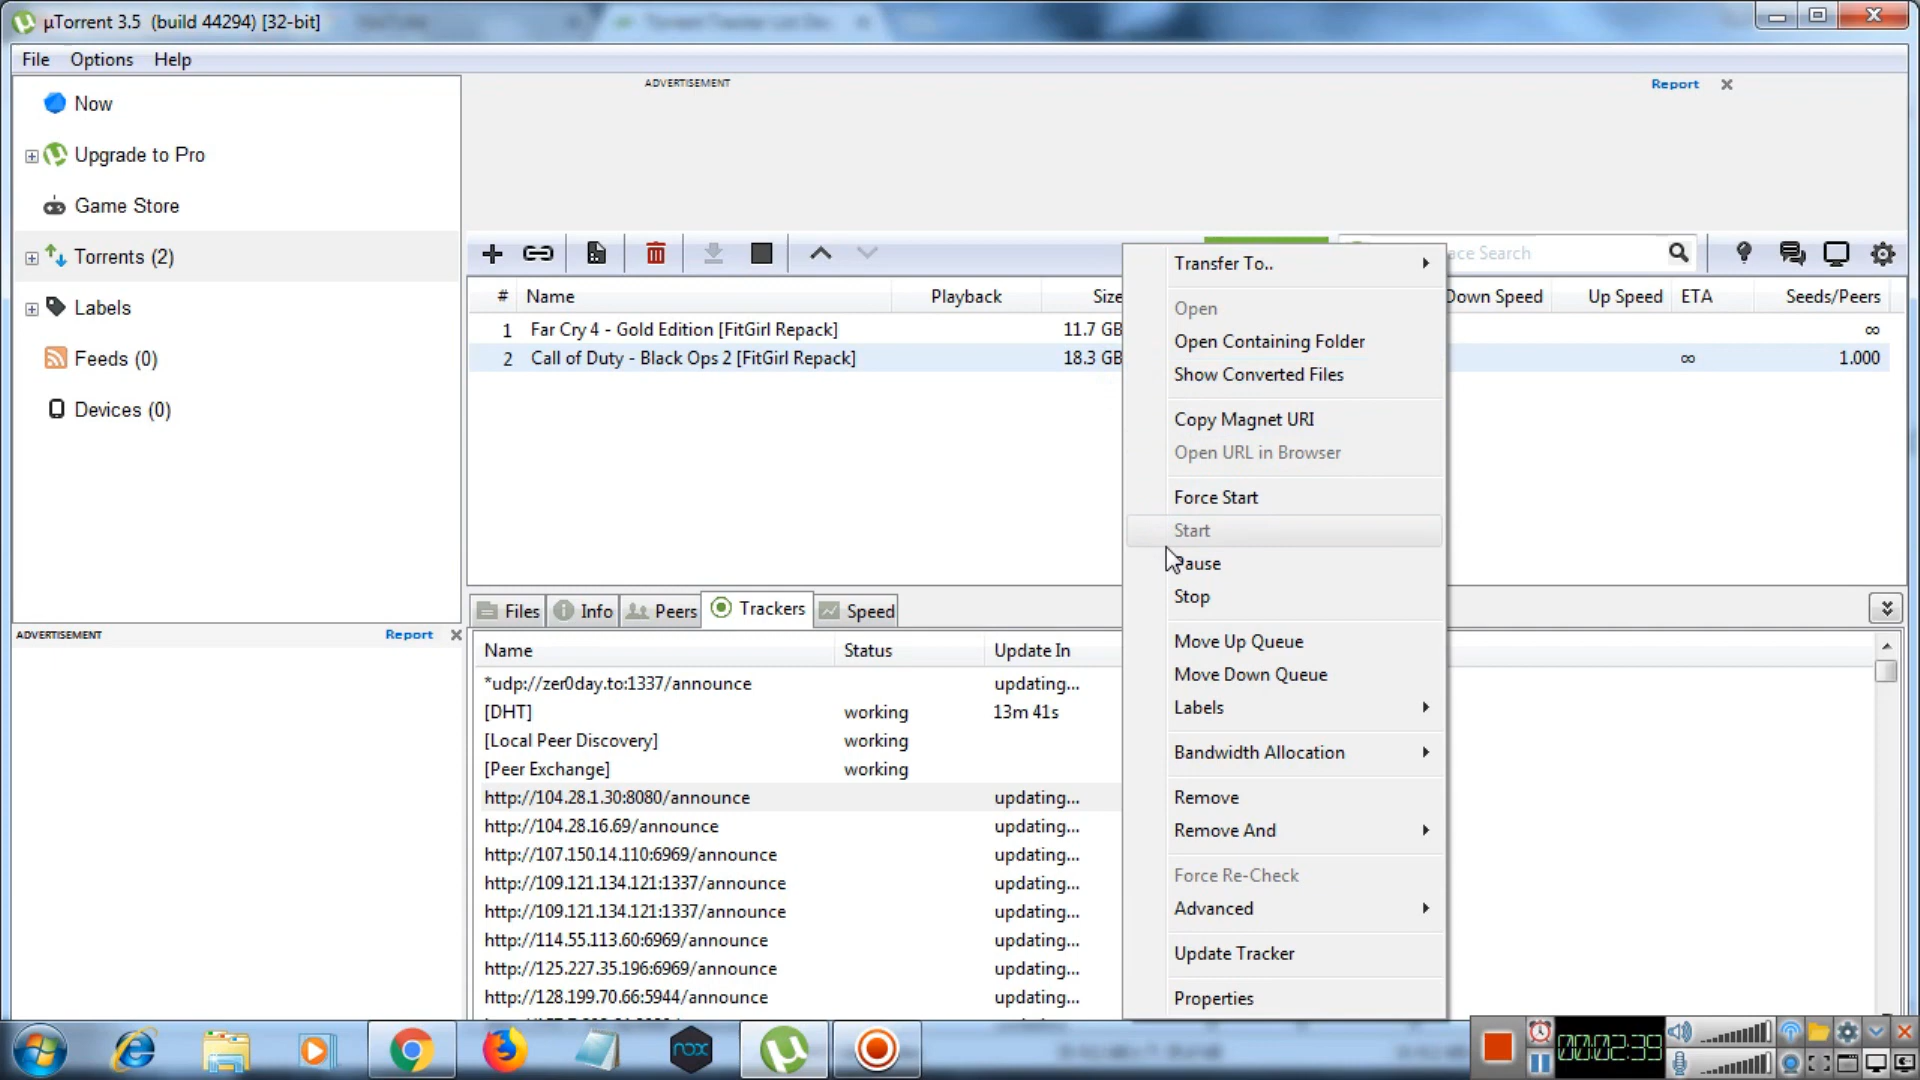 µTorrent 3.5 (build 44294) [32-bit]
File Options Help
Now
Upgrade to Pro
Game Store
Torrents (2)
Labels
Feeds (0)
Devices (0)
ADVERTISEMENT Report
ADVERTISEMENT Report
ace Search
# Name Playback Size Down Speed Up Speed ETA Seeds/Peers
1 Far Cry 4 - Gold Edition [FitGirl Repack] 11.7 GB ∞
2 Call of Duty - Black Ops 2 [FitGirl Repack] 18.3 GB ∞ 1.000
Transfer To..
Open
Open Containing Folder
Show Converted Files
Copy Magnet URI
Open URL in Browser
Force Start
Start
Pause
Stop
Move Up Queue
Move Down Queue
Labels
Bandwidth Allocation
Remove
Remove And
Force Re-Check
Advanced
Update Tracker
Properties
Files Info Peers Trackers Speed
Name Status Update In
*udp://zer0day.to:1337/announce updating...
[DHT] working 13m 41s
[Local Peer Discovery] working
[Peer Exchange] working
http://104.28.1.30:8080/announce updating...
http://104.28.16.69/announce updating...
http://107.150.14.110:6969/announce updating...
http://109.121.134.121:1337/announce updating...
http://109.121.134.121:1337/announce updating...
http://114.55.113.60:6969/announce updating...
http://125.227.35.196:6969/announce updating...
http://128.199.70.66:5944/announce updating...
nox
00:02:39